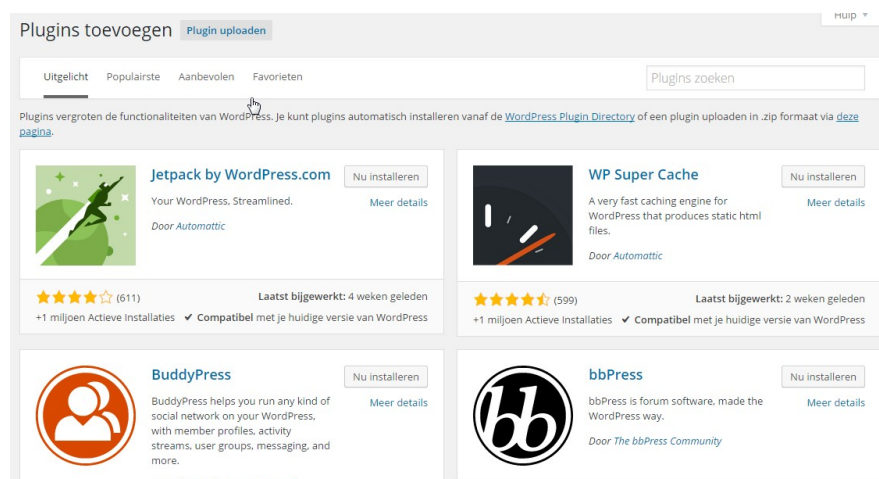 Hulp
Plugins toevoegen Plugin uploaden
Uitgelicht Populairste Aanbevolen Favorieten Plugins zoeken
Plugins vergroten de functionaliteiten van WordPress. Je kunt plugins automatisch installeren vanaf de WordPress Plugin Directory of een plugin uploaden in .zip formaat via deze
pagina.
Jetpack by WordPress.com Nu installeren
Your WordPress, Streamlined. Meer details
Door Automattic
(611) Laatst bijgewerkt: 4 weken geleden
+1 miljoen Actieve Installaties ✔ Compatibel met je huidige versie van WordPress
WP Super Cache Nu installeren
A very fast caching engine for Meer details
WordPress that produces static html
files.
Door Automattic
(599) Laatst bijgewerkt: 2 weken geleden
+1 miljoen Actieve Installaties ✔ Compatibel met je huidige versie van WordPress
BuddyPress Nu installeren
BuddyPress helps you run any kind of Meer details
social network on your WordPress,
with member profiles, activity
streams, user groups, messaging, and
more.
bb
bbPress Nu installeren
bbPress is forum software, made the Meer details
WordPress way.
Door The bbPress Community